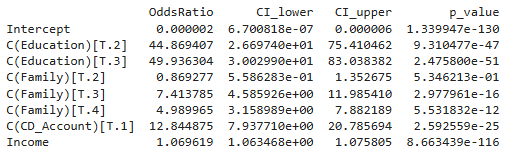 OddsRatio CI_lower CI_upper p_value
Intercept 0.000002 6.700818e-07 0.000006 1.339947e-130
C(Education)[T.2] 44.869407 2.669740e+01 75.410462 9.310477e-47
C(Education)[T.3] 49.936304 3.002990e+01 83.038382 2.475800e-51
C(Family)[T.2] 0.869277 5.586283e-01 1.352675 5.346213e-01
C(Family)[T.3] 7.413785 4.585926e+00 11.985410 2.977961e-16
C(Family)[T.4] 4.989965 3.158989e+00 7.882189 5.531832e-12
C(CD_Account)[T.1] 12.844875 7.937710e+00 20.785694 2.592559e-25
Income 1.069619 1.063468e+00 1.075805 8.663439e-116